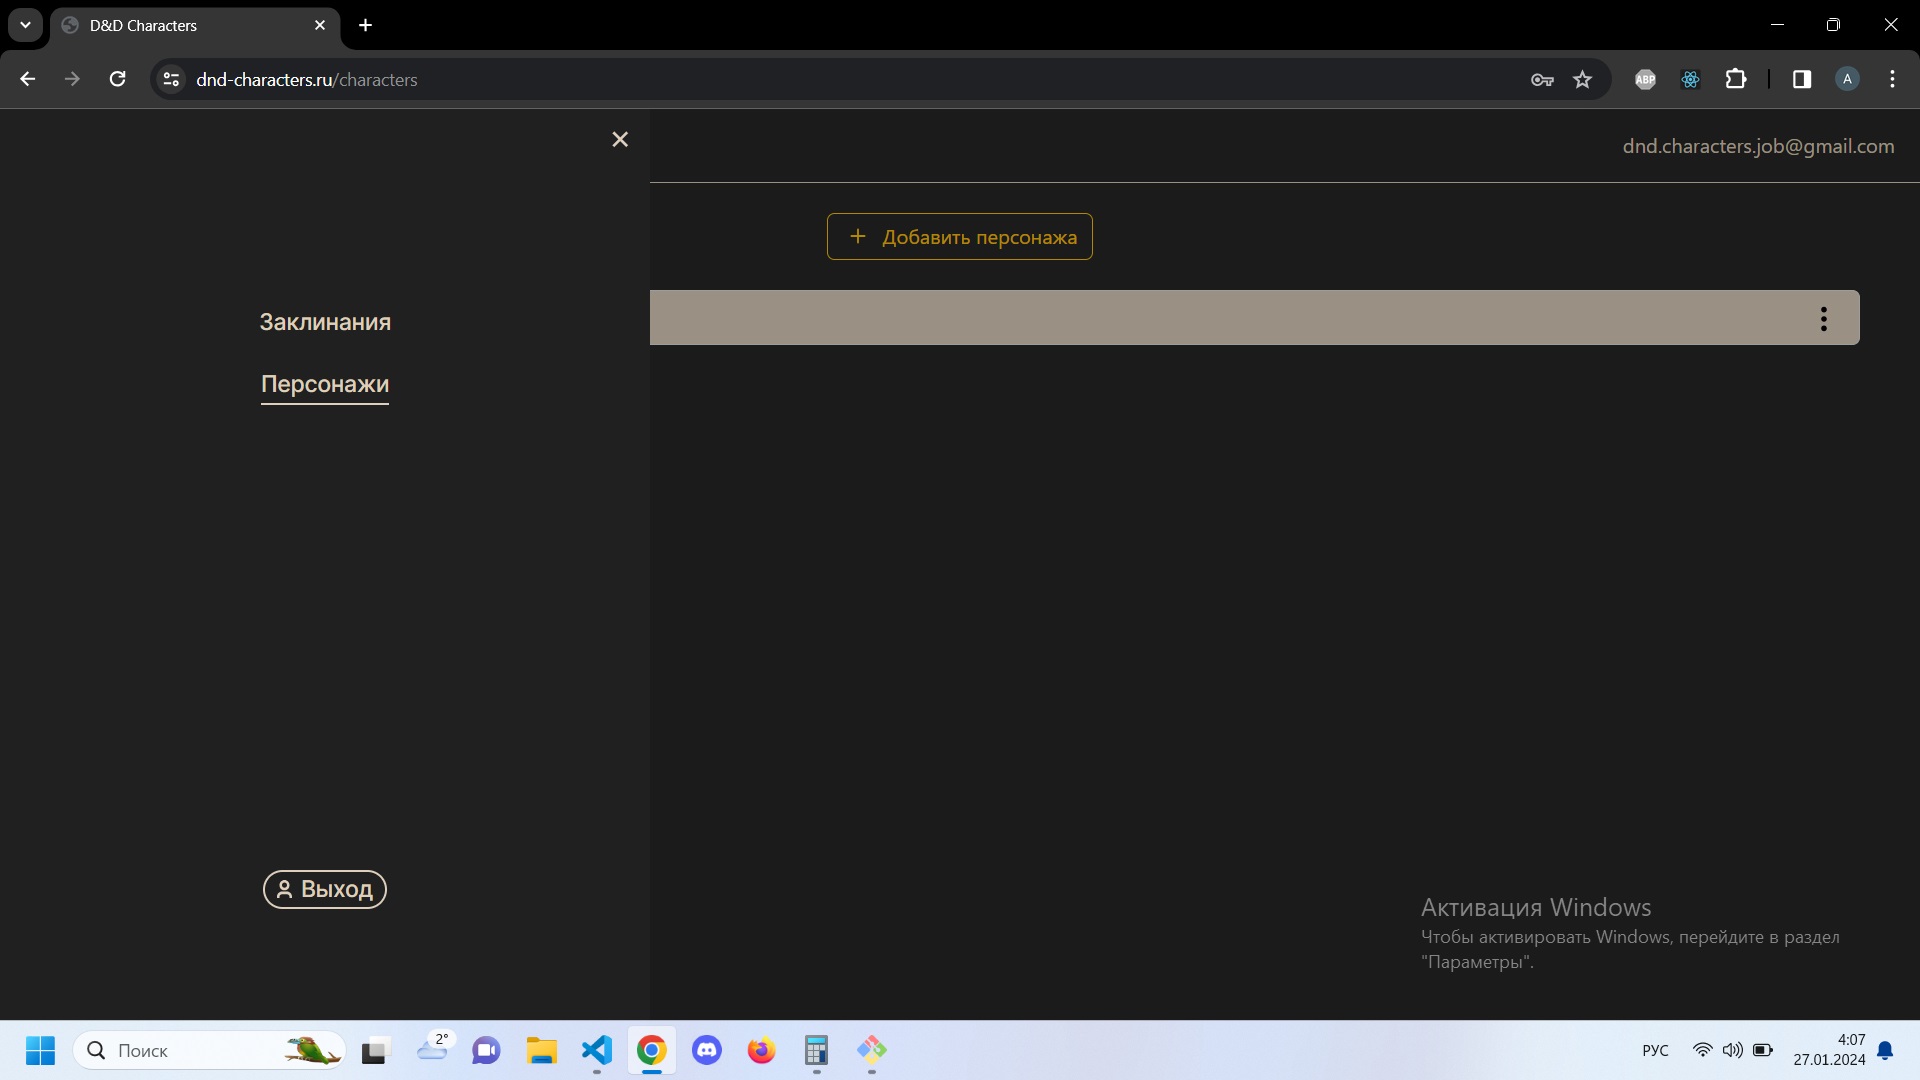 D&D Characters
dnd-characters.ru/characters
ABP
A
dnd.characters.job@gmail.com
Добавить персонажа
Заклинания
Персонажи
Выход
Активация Windows
Чтобы активировать Windows, перейдите в раздел
"Параметры".
Поиск
2°
РУС
4:07
27.01.2024